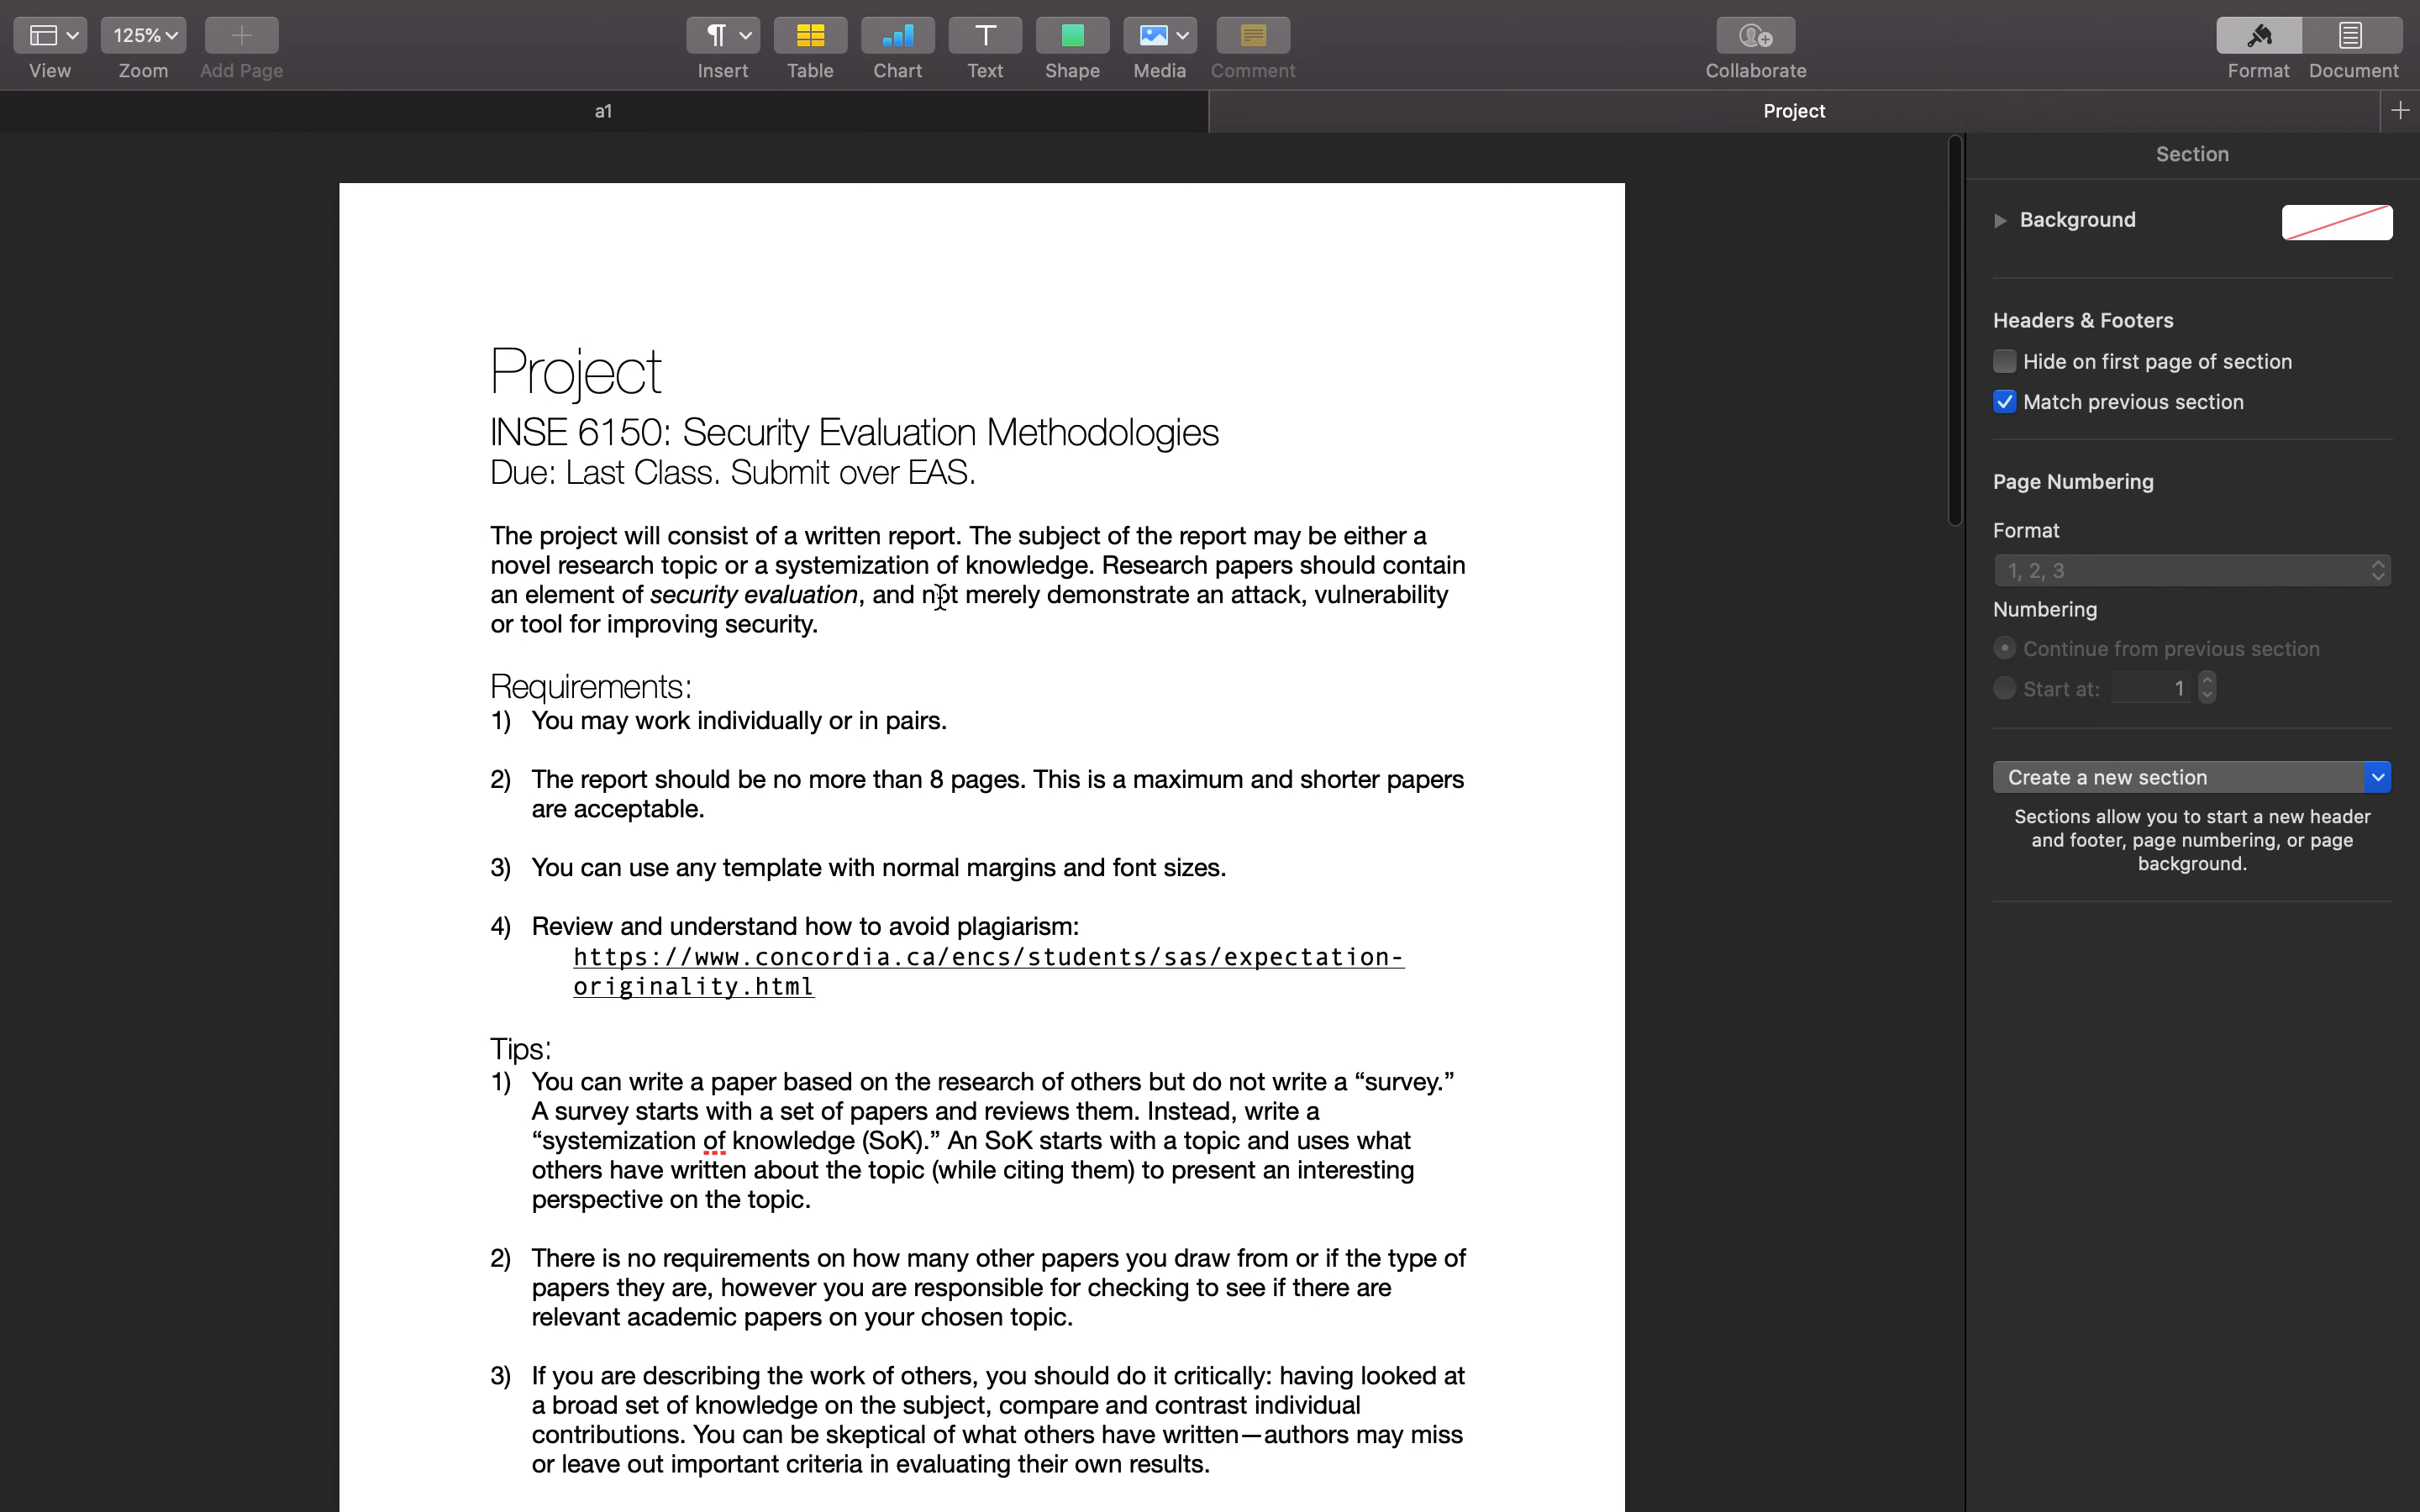 125%
View
Zoom
Add Page
Insert
Table
Chart
Text
Shape
Media
Comment
Collaborate
Format
Document
a1
Project
Project
INSE 6150: Security Evaluation Methodologies
Due: Last Class. Submit over EAS.
The project will consist of a written report. The subject of the report may be either a
novel research topic or a systemization of knowledge. Research papers should contain
an element of security evaluation, and not merely demonstrate an attack, vulnerability
or tool for improving security.
Requirements:
1) You may work individually or in pairs.
2) The report should be no more than 8 pages. This is a maximum and shorter papers
are acceptable.
3) You can use any template with normal margins and font sizes.
4) Review and understand how to avoid plagiarism:
https://www.concordia.ca/encs/students/sas/expectation-
originality.html
Tips:
1) You can write a paper based on the research of others but do not write a “survey.”
A survey starts with a set of papers and reviews them. Instead, write a
“systemization of knowledge (SoK).” An SoK starts with a topic and uses what
others have written about the topic (while citing them) to present an interesting
perspective on the topic.
2) There is no requirements on how many other papers you draw from or if the type of
papers they are, however you are responsible for checking to see if there are
relevant academic papers on your chosen topic.
3) If you are describing the work of others, you should do it critically: having looked at
a broad set of knowledge on the subject, compare and contrast individual
contributions. You can be skeptical of what others have written—authors may miss
or leave out important criteria in evaluating their own results.
Section
Background
Headers & Footers
Hide on first page of section
Match previous section
Page Numbering
Format
1, 2, 3
Numbering
Continue from previous section
Start at: 1
Create a new section
Sections allow you to start a new header
and footer, page numbering, or page
background.